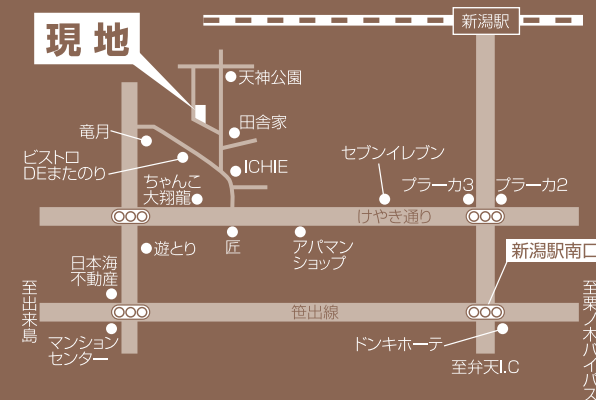 新潟駅
現地
天神公園
田舎家
竜月
ビストロ
DEまたのり
ICHIE
セブンイレブン
ちゃんこ
大翔龍
プラーカ3
プラーカ2
けやき通り
遊とり
匠
アパマン
ショップ
新潟駅南口
日本海
不動産
至出来島
笹出線
至栗ノ木バイパス
マンション
センター
ドンキホーテ
至弁天I.C